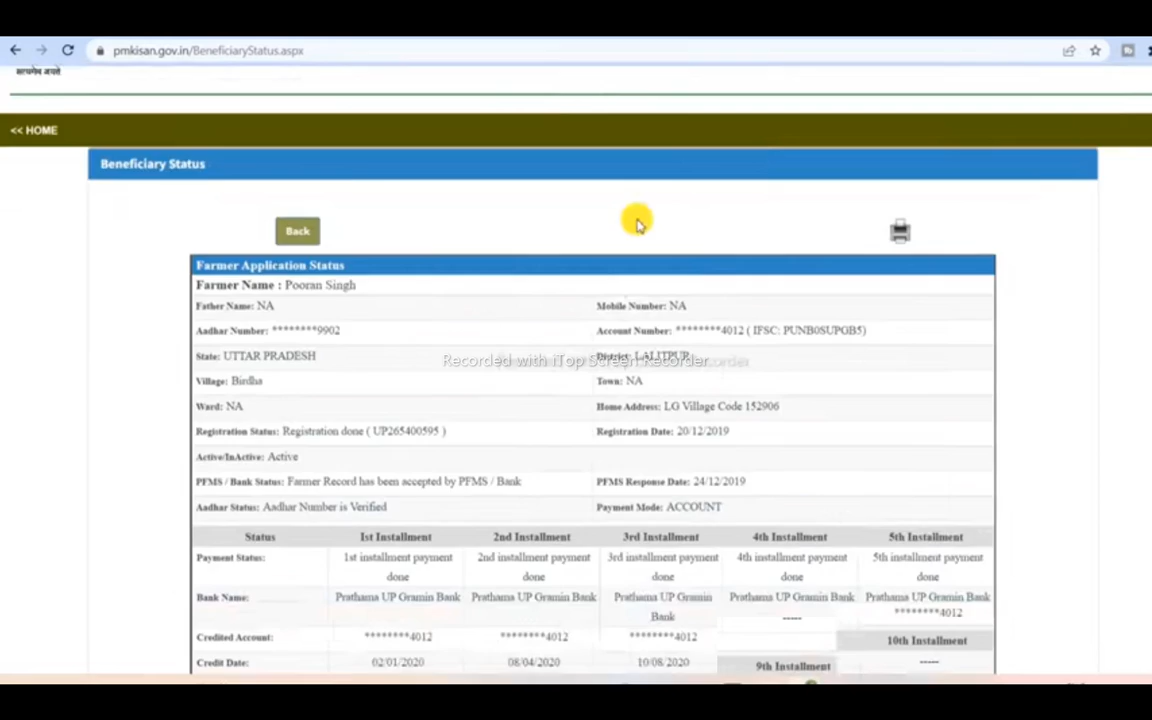 pmkisan.gov.in/BeneficiaryStatus.aspx
सत्यमेव जयते
<< HOME
Beneficiary Status
Back
Farmer Application Status
Farmer Name : Pooran Singh
Father Name: NA Mobile Number: NA
Aadhar Number: ********9902 Account Number: ********4012 ( IFSC: PUNB0SUPGB5)
State: UTTAR PRADESH District: LALITPUR
Recorded with iTop Screen Recorder
Village: Birdha Town: NA
Ward: NA Home Address: LG Village Code 152906
Registration Status: Registration done ( UP265400595 ) Registration Date: 20/12/2019
Active/InActive: Active
PFMS / Bank Status: Farmer Record has been accepted by PFMS / Bank PFMS Response Date: 24/12/2019
Aadhar Status: Aadhar Number is Verified Payment Mode: ACCOUNT
Status 1st Installment 2nd Installment 3rd Installment 4th Installment 5th Installment
Payment Status: 1st installment payment 2nd installment payment 3rd installment payment 4th installment payment 5th installment payment
done done done done done
Bank Name: Prathama UP Gramin Bank Prathama UP Gramin Bank Prathama UP Gramin Prathama UP Gramin Bank Prathama UP Gramin Bank
Bank ----- ********4012
Credited Account: ********4012 ********4012 ********4012 10th Installment
Credit Date: 02/01/2020 08/04/2020 10/08/2020 9th Installment -----